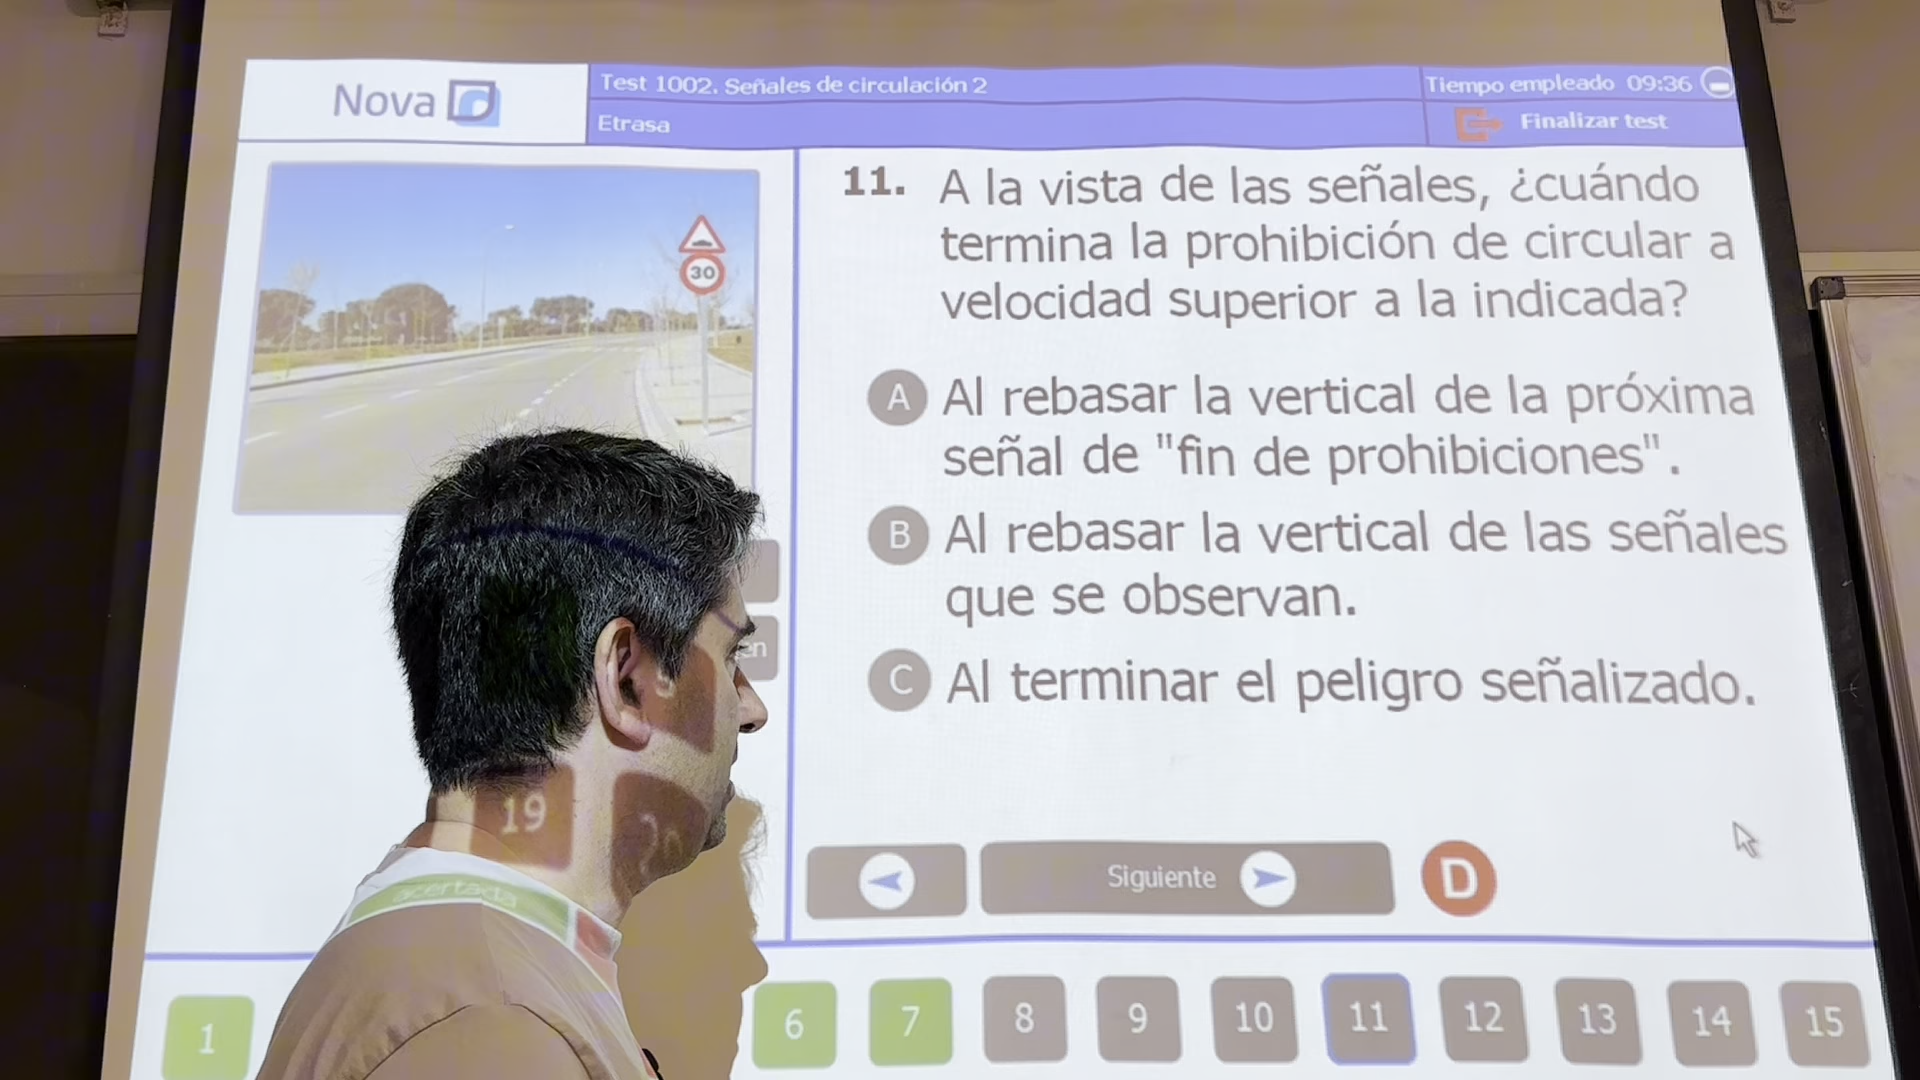 Nova
Test 1002. Señales de circulación 2
Tiempo empleado 09:36
Etrasa
Finalizar test
30
11. A la vista de las señales, ¿cuándo
termina la prohibición de circular a
velocidad superior a la indicada?
A Al rebasar la vertical de la próxima
señal de "fin de prohibiciones".
B Al rebasar la vertical de las señales
que se observan.
C Al terminar el peligro señalizado.
19
acertada
Siguiente
D
1
6
7
8
9
10
11
12
13
14
15